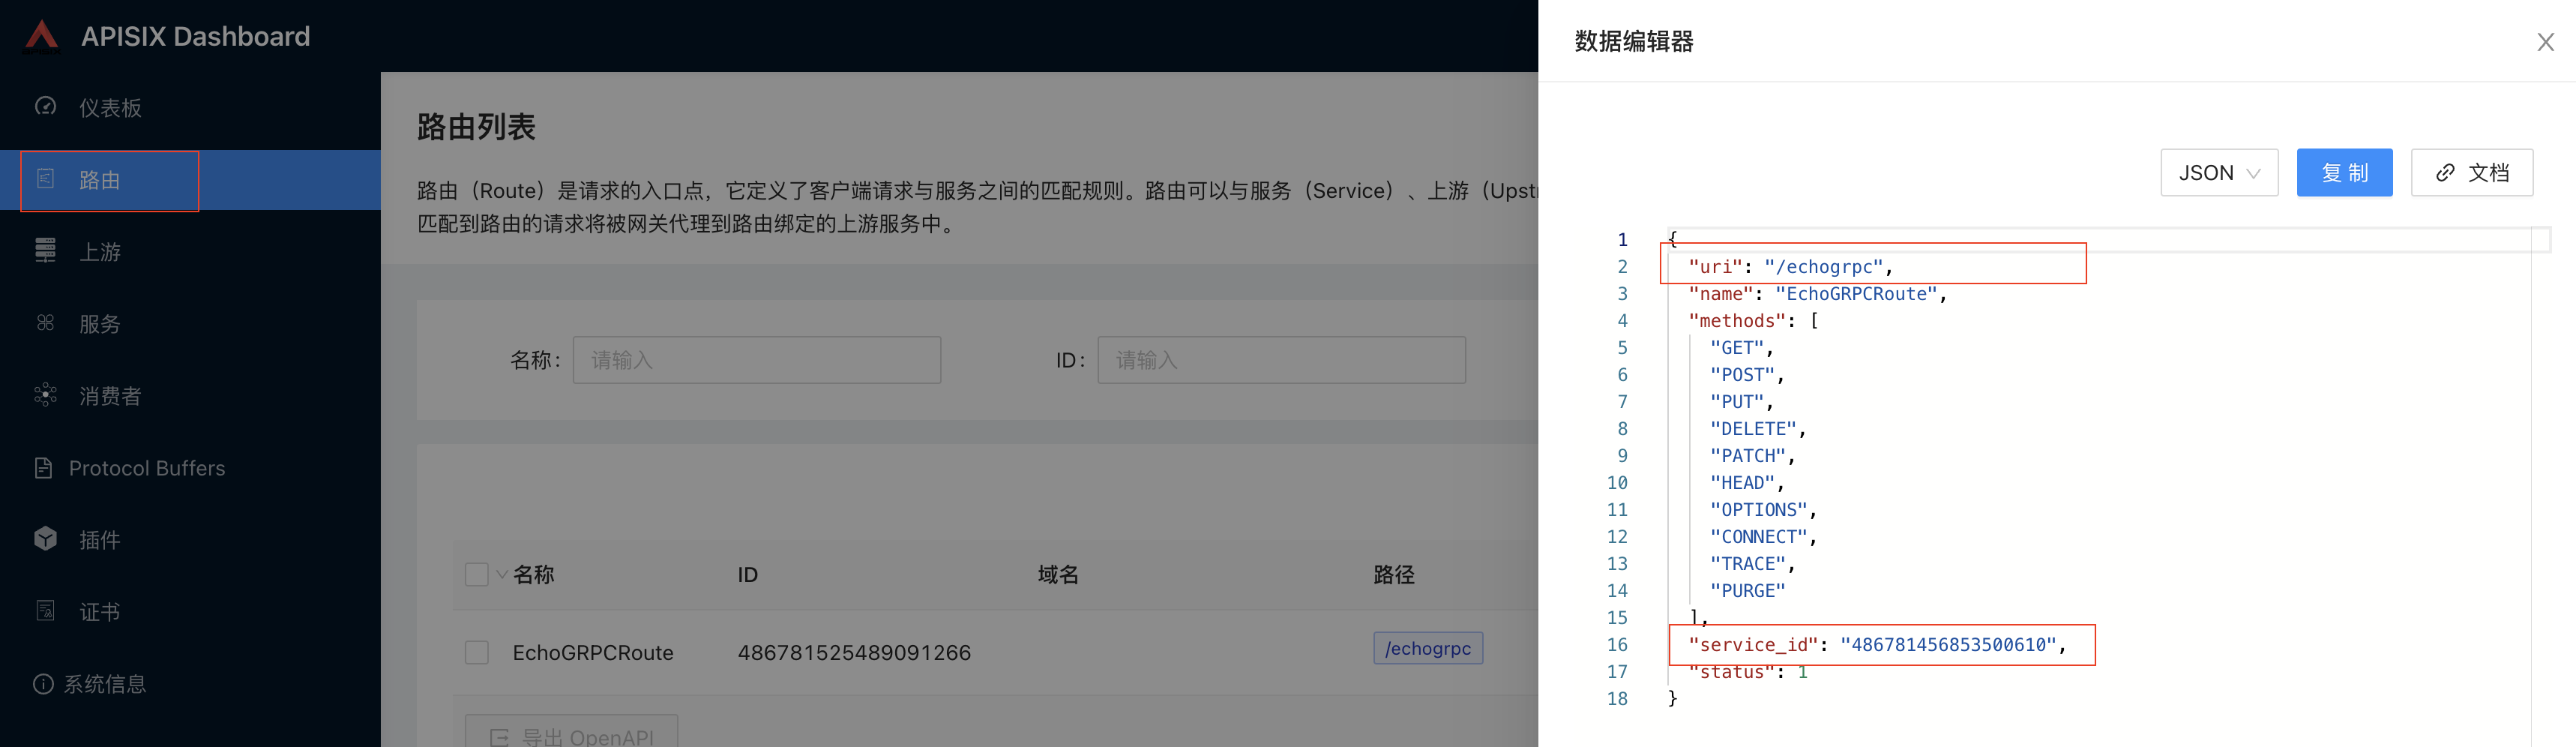 APISIX Dashboard
仪表板
路由
上游
服务
消费者
Protocol Buffers
插件
证书
系统信息
路由列表
路由（Route）是请求的入口点，它定义了客户端请求与服务之间的匹配规则。路由可以与服务（Service）、上游（Upst
匹配到路由的请求将被网关代理到路由绑定的上游服务中。
名称： 请输入 ID： 请输入
名称 ID 域名 路径
EchoGRPCRoute 486781525489091266 /echogrpc
导出 OpenAPI
数据编辑器
JSON 复 制 文档
1 {
2 "uri": "/echogrpc",
3 "name": "EchoGRPCRoute",
4 "methods": [
5 "GET",
6 "POST",
7 "PUT",
8 "DELETE",
9 "PATCH",
10 "HEAD",
11 "OPTIONS",
12 "CONNECT",
13 "TRACE",
14 "PURGE"
15 ],
16 "service_id": "486781456853500610",
17 "status": 1
18 }